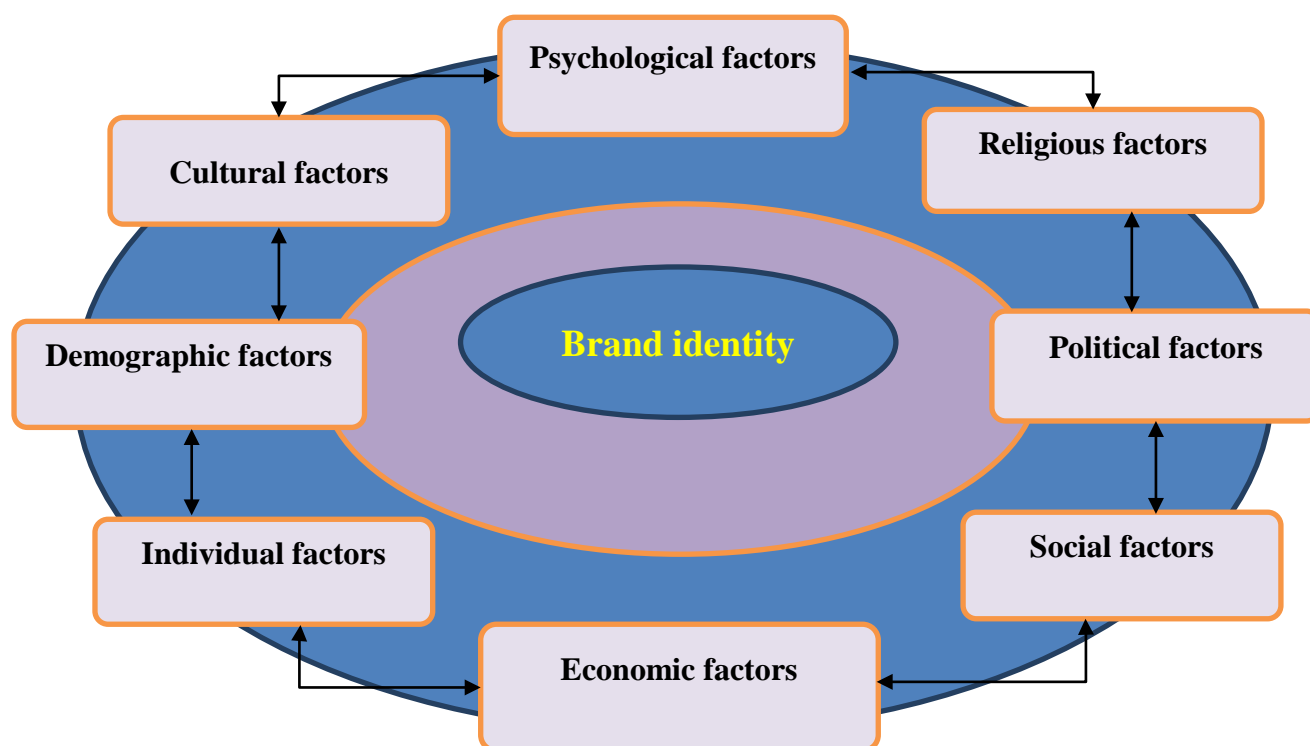 Psychological factors
Religious factors
Cultural factors
Brand identity
Demographic factors
Political factors
Individual factors
Social factors
Economic factors